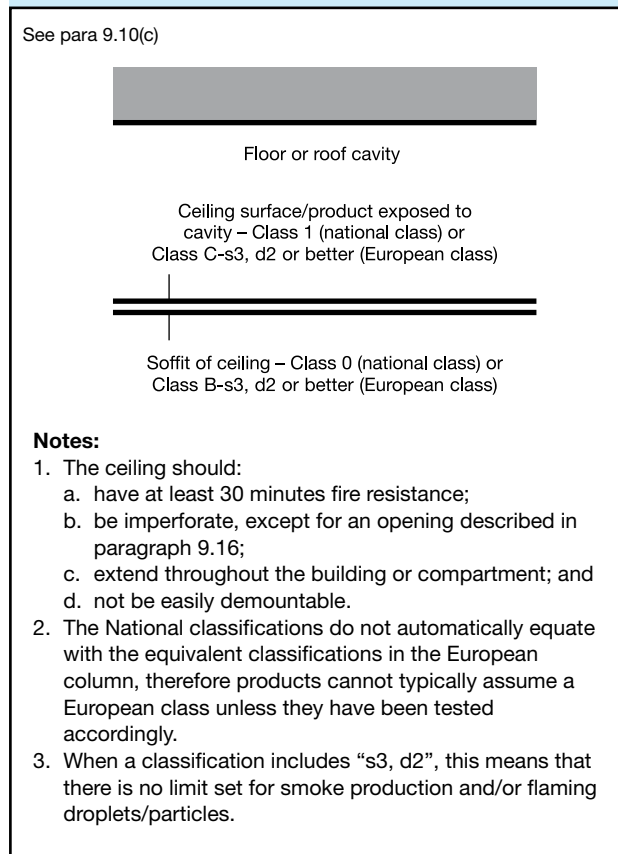 See para 9.10(c)
Floor or roof cavity
Ceiling surface/product exposed to
cavity – Class 1 (national class) or
Class C-s3, d2 or better (European class)
Soffit of ceiling – Class 0 (national class) or
Class B-s3, d2 or better (European class)
Notes:
1. The ceiling should:
a. have at least 30 minutes fire resistance;
b. be imperforate, except for an opening described in
paragraph 9.16;
c. extend throughout the building or compartment; and
d. not be easily demountable.
2. The National classifications do not automatically equate
with the equivalent classifications in the European
column, therefore products cannot typically assume a
European class unless they have been tested
accordingly.
3. When a classification includes “s3, d2”, this means that
there is no limit set for smoke production and/or flaming
droplets/particles.